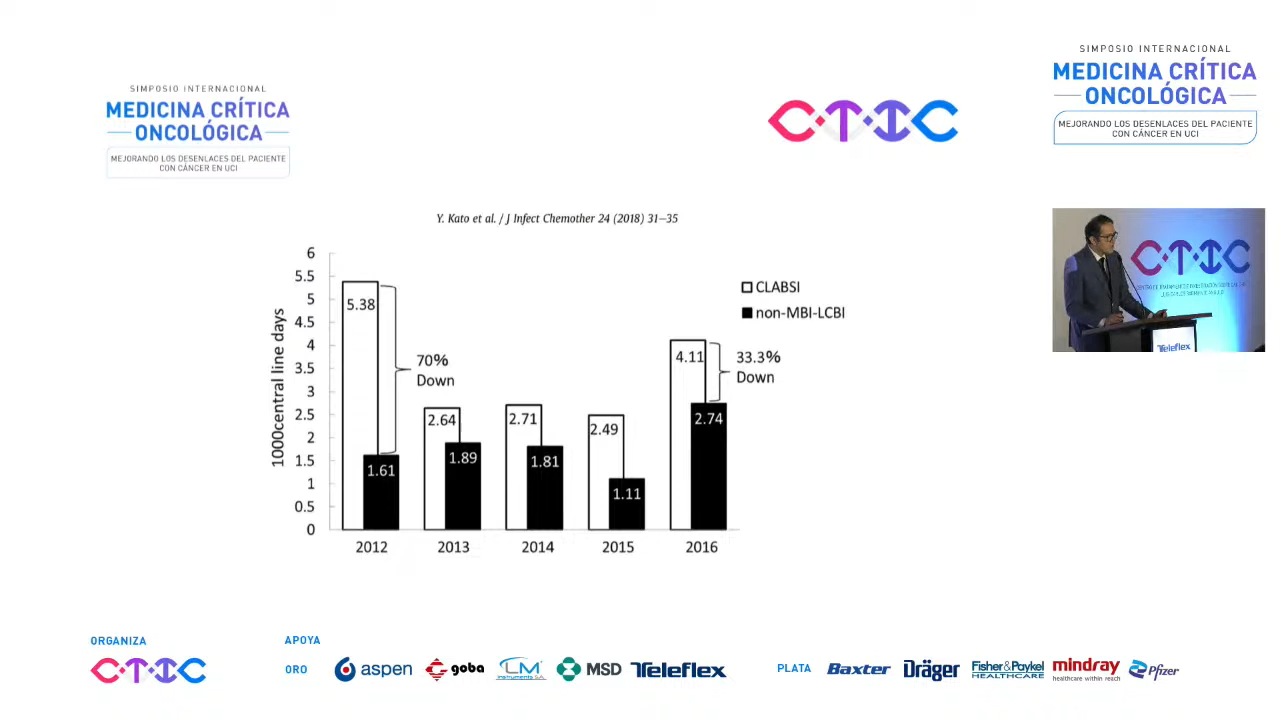 SIMPOSIO INTERNACIONAL
MEDICINA CRÍTICA
ONCOLÓGICA
MEJORANDO LOS DESENLACES DEL PACIENTE
CON CÁNCER EN UCI
CTIC
SIMPOSIO INTERNACIONAL
MEDICINA CRÍTICA
ONCOLÓGICA
MEJORANDO LOS DESENLACES DEL PACIENTE
CON CÁNCER EN UCI
Y. Kato et al. / J Infect Chemother 24 (2018) 31–35
1000central line days
6
5.5
5
4.5
4
3.5
3
2.5
2
1.5
1
0.5
0
5.38
1.61
70%
Down
2.64
1.89
2.71
1.81
2.49
1.11
4.11
2.74
33.3%
Down
2012
2013
2014
2015
2016
CLABSI
non-MBI-LCBI
CTIC
Teleflex
ORGANIZA
CTIC
APOYA
ORO
aspen
goba
LM
instruments S.A.
MSD
Teleflex
PLATA
Baxter
Dräger
Fisher&Paykel
HEALTHCARE
mindray
healthcare within reach
Pfizer